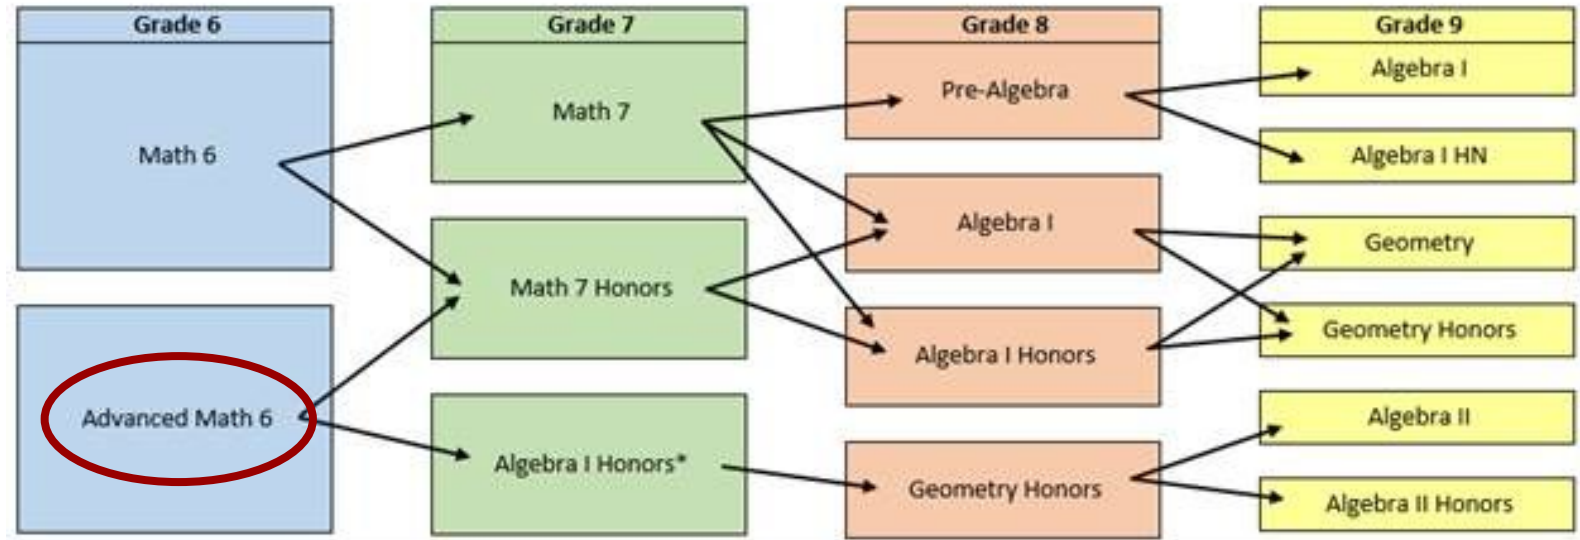 Grade 6
Math 6
Advanced Math 6
Grade 7
Math 7
Math 7 Honors
Algebra I Honors*
Grade 8
Pre-Algebra
Algebra I
Algebra I Honors
Geometry Honors
Grade 9
Algebra I
Algebra I HN
Geometry
Geometry Honors
Algebra II
Algebra II Honors